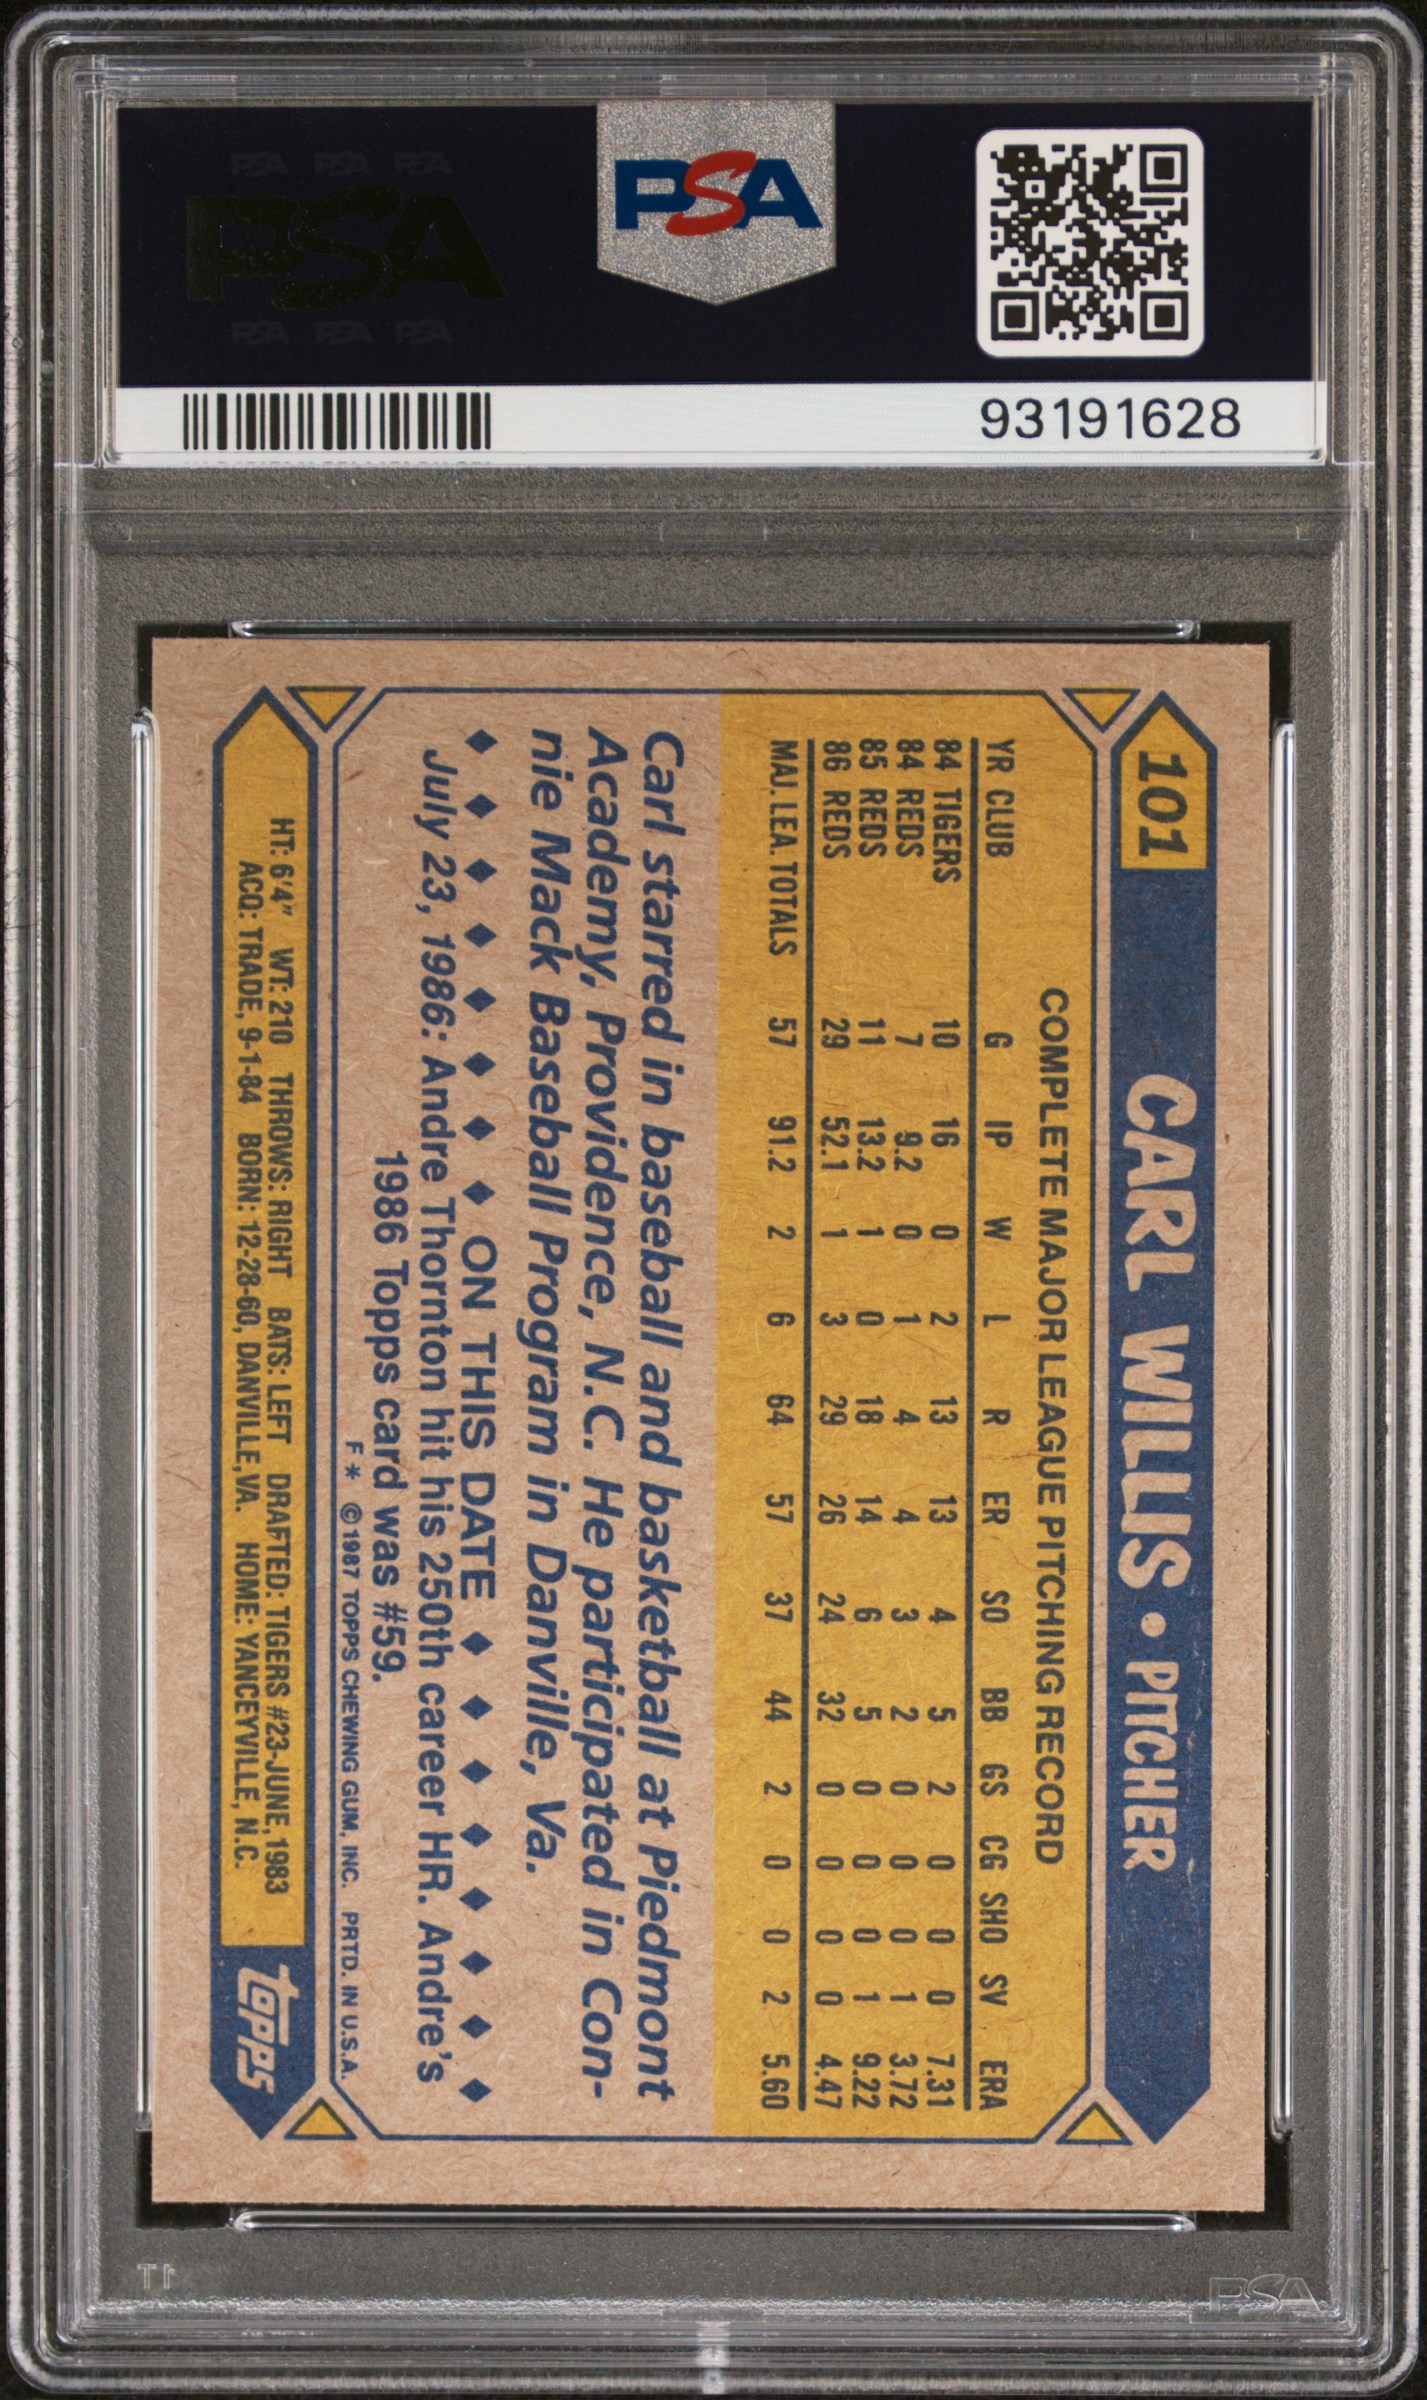 PSA PSA PSA
PSA
PSA PSA PSA
PSA
93191628
101 CARL WILLIS • PITCHER
COMPLETE MAJOR LEAGUE PITCHING RECORD
YR CLUB G IP W L R ER SO BB GS CG SHO SV ERA
84 TIGERS 10 16 0 2 13 13 4 5 2 0 0 0 7.31
84 REDS 7 9.2 0 1 4 4 3 2 0 0 0 1 3.72
85 REDS 11 13.2 1 0 18 14 6 5 0 0 0 1 9.22
86 REDS 29 52.1 1 3 29 26 24 32 0 0 0 0 4.47
MAJ. LEA. TOTALS 57 91.2 2 6 64 57 37 44 2 0 0 2 5.60
Carl starred in baseball and basketball at Piedmont
Academy, Providence, N.C. He participated in Con-
nie Mack Baseball Program in Danville, Va.
◆ ◆ ◆ ◆ ◆ ◆ ◆ ◆ ON THIS DATE ◆ ◆ ◆ ◆ ◆ ◆ ◆ ◆
July 23, 1986: Andre Thornton hit his 250th career HR. Andre's
1986 Topps card was #59.
F* © 1987 TOPPS CHEWING GUM, INC. PRTD. IN U.S.A.
HT: 6'4" WT: 210 THROWS: RIGHT BATS: LEFT DRAFTED: TIGERS #23-JUNE, 1983
ACQ: TRADE, 9-1-84 BORN: 12-28-60, DANVILLE, VA. HOME: YANCEYVILLE, N.C.
TOPPS
PSA